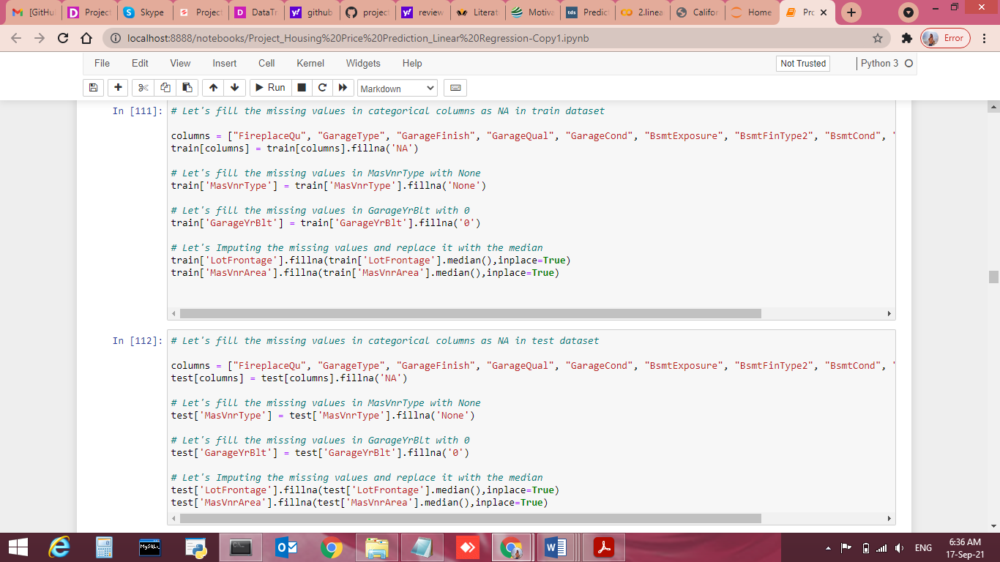 [GitHu
Project
Skype
Project
DataTr
github
project
review
Literat
Motiva
tds
Predic
2.linea
Califor
Home
Pro
localhost:8888/notebooks/Project_Housing%20Price%20Prediction_Linear%20Regression-Copy1.ipynb
Error
File Edit View Insert Cell Kernel Widgets Help
Not Trusted
Python 3
Run
Markdown
In [111]:
# Let's fill the missing values in categorical columns as NA in train dataset
columns = ["FireplaceQu", "GarageType", "GarageFinish", "GarageQual", "GarageCond", "BsmtExposure", "BsmtFinType2", "BsmtCond", "
train[columns] = train[columns].fillna('NA')
# Let's fill the missing values in MasVnrType with None
train['MasVnrType'] = train['MasVnrType'].fillna('None')
# Let's fill the missing values in GarageYrBlt with 0
train['GarageYrBlt'] = train['GarageYrBlt'].fillna('0')
# Let's Imputing the missing values and replace it with the median
train['LotFrontage'].fillna(train['LotFrontage'].median(),inplace=True)
train['MasVnrArea'].fillna(train['MasVnrArea'].median(),inplace=True)
In [112]:
# Let's fill the missing values in categorical columns as NA in test dataset
columns = ["FireplaceQu", "GarageType", "GarageFinish", "GarageQual", "GarageCond", "BsmtExposure", "BsmtFinType2", "BsmtCond", "
test[columns] = test[columns].fillna('NA')
# Let's fill the missing values in MasVnrType with None
test['MasVnrType'] = test['MasVnrType'].fillna('None')
# Let's fill the missing values in GarageYrBlt with 0
test['GarageYrBlt'] = test['GarageYrBlt'].fillna('0')
# Let's Imputing the missing values and replace it with the median
test['LotFrontage'].fillna(test['LotFrontage'].median(),inplace=True)
test['MasVnrArea'].fillna(test['MasVnrArea'].median(),inplace=True)
ENG
6:36 AM
17-Sep-21